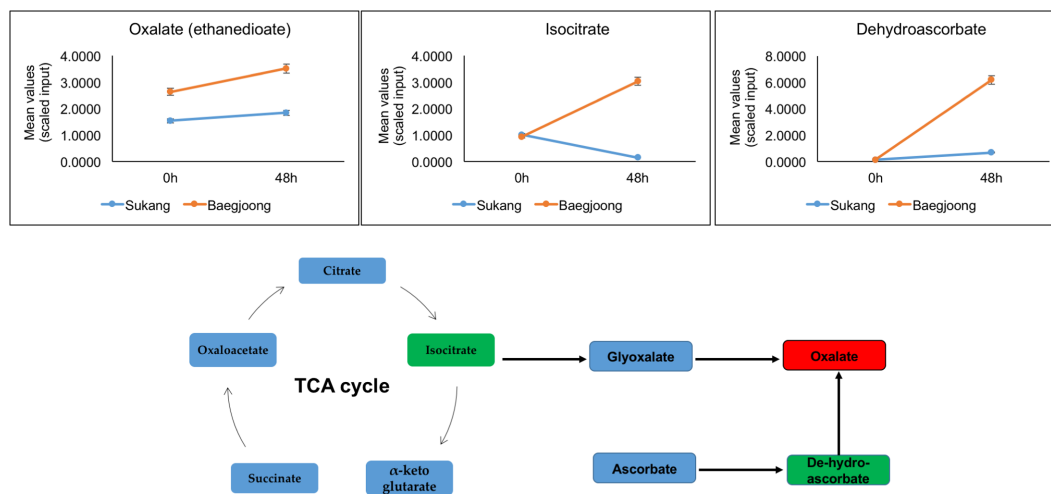 Oxalate (ethanedioate)
Mean values
(scaled input)
4.0000
3.0000
2.0000
1.0000
0.0000
0h
48h
Sukang
Baegjoong
Isocitrate
Mean values
(scaled input)
4.0000
3.0000
2.0000
1.0000
0.0000
0h
48h
Sukang
Baegjoong
Dehydroascorbate
Mean values
(scaled input)
8.0000
6.0000
4.0000
2.0000
0.0000
0h
48h
Sukang
Baegjoong
Citrate
Oxaloacetate
Isocitrate
Glyoxalate
Oxalate
TCA cycle
Succinate
α-keto
glutarate
Ascorbate
De-hydro-
ascorbate